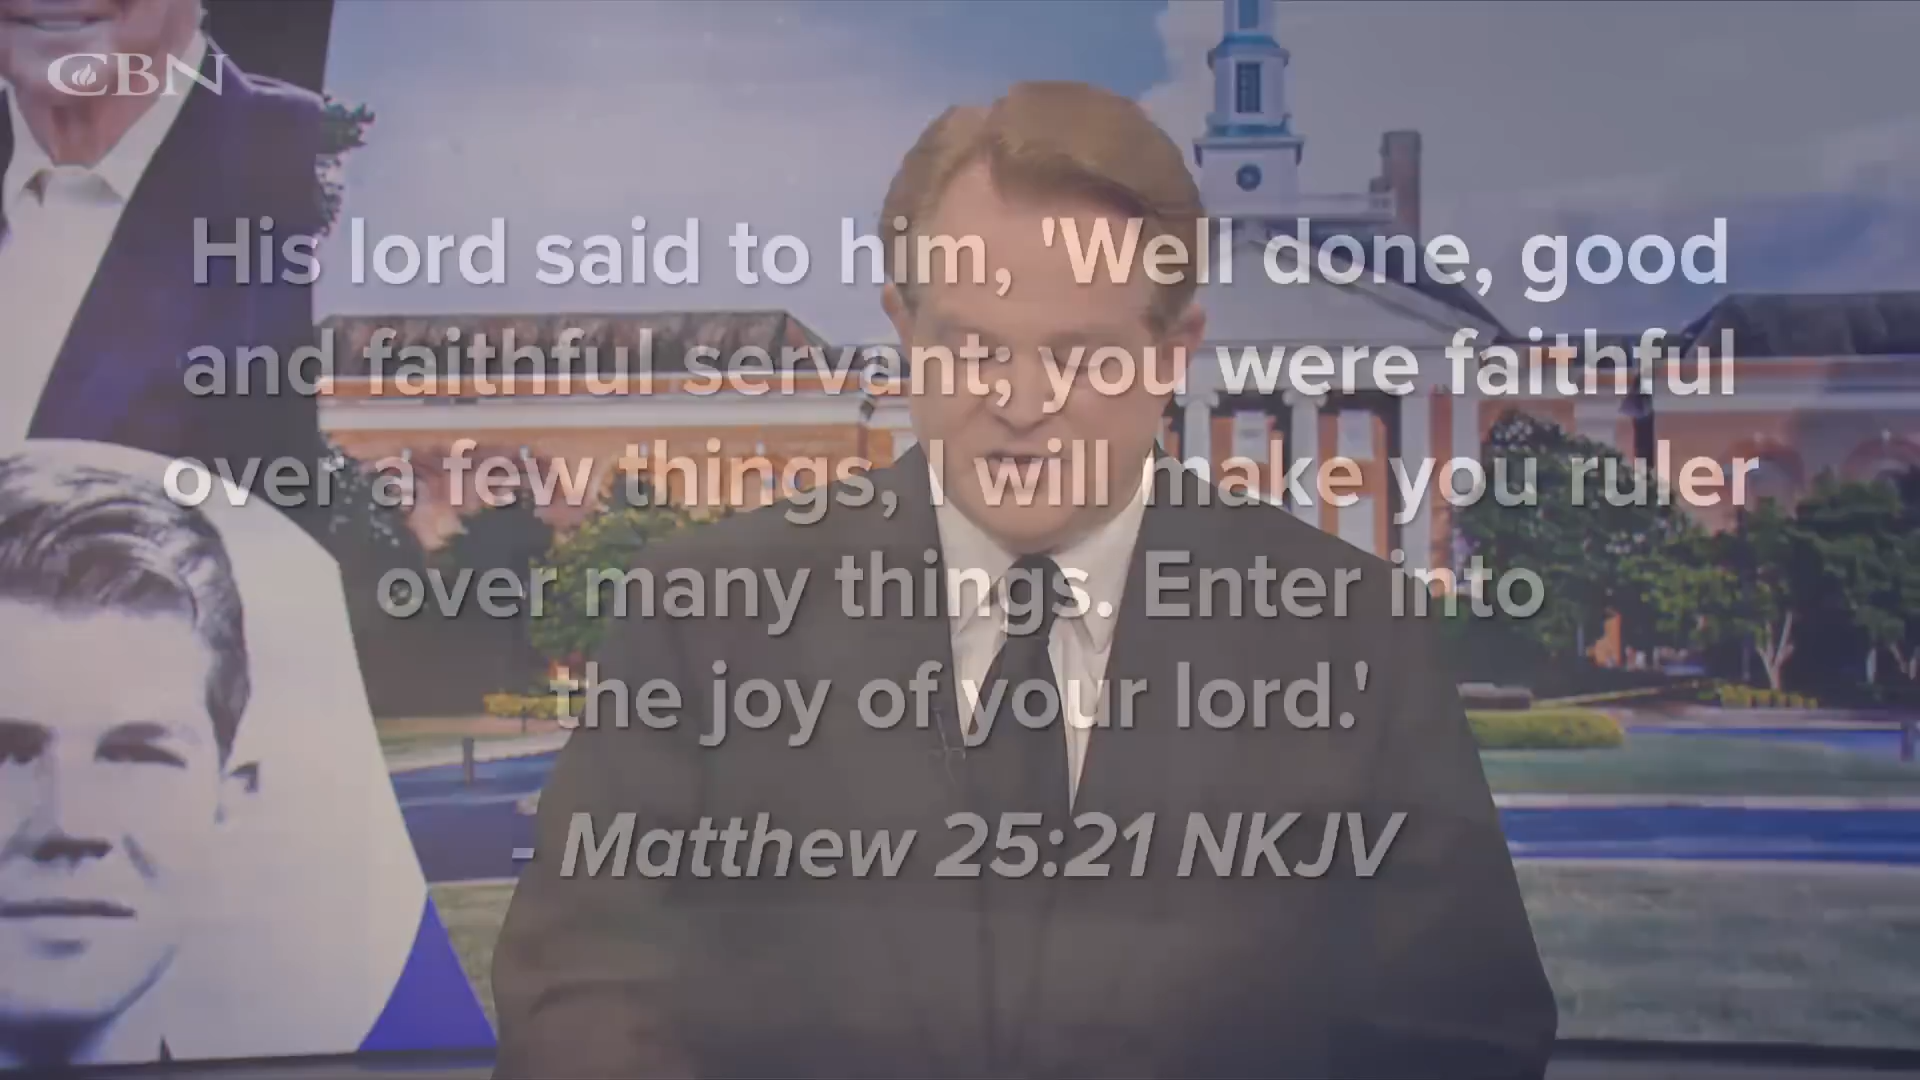 CBN
His lord said to him, 'Well done, good
and faithful servant; you were faithful
over a few things, I will make you ruler
over many things. Enter into
the joy of your lord.'
- Matthew 25:21 NKJV